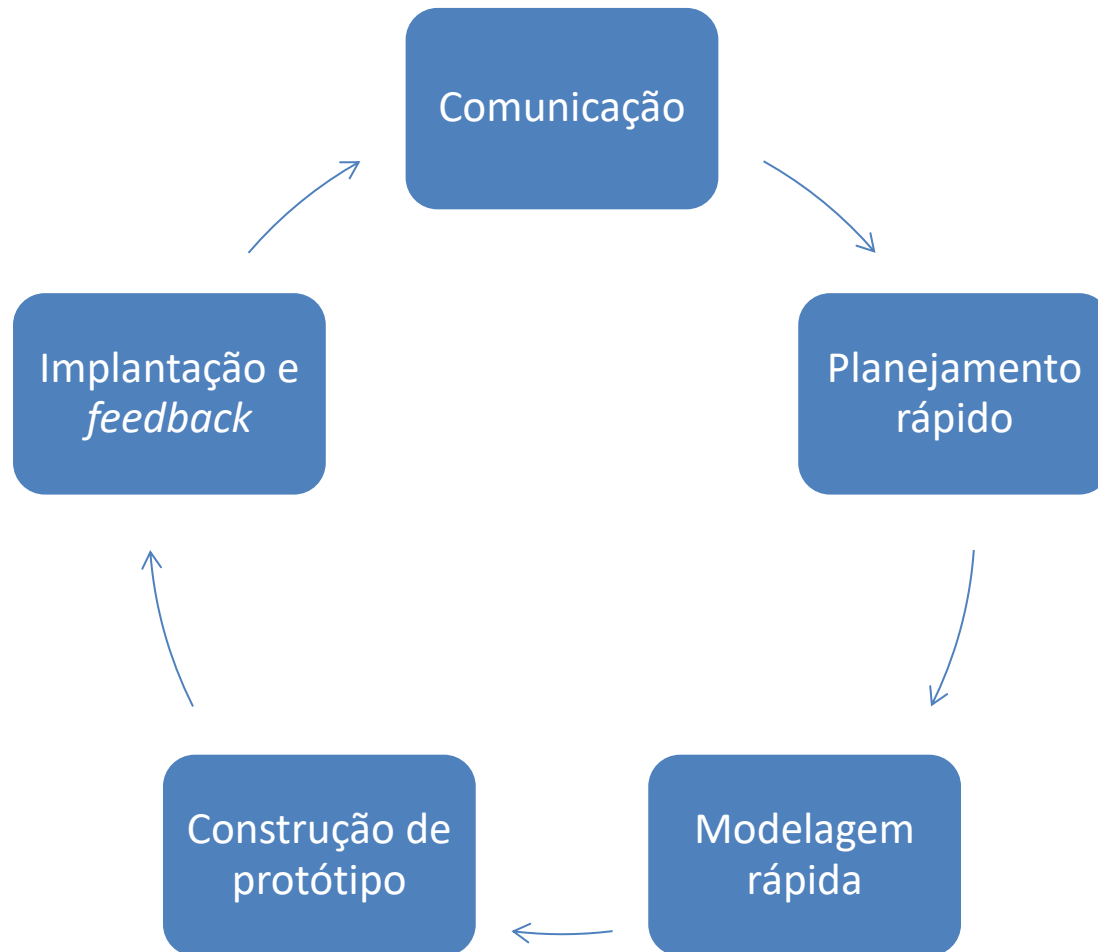 Comunicação
Planejamento
rápido
Modelagem
rápida
Construção de
protótipo
Implantação e
feedback